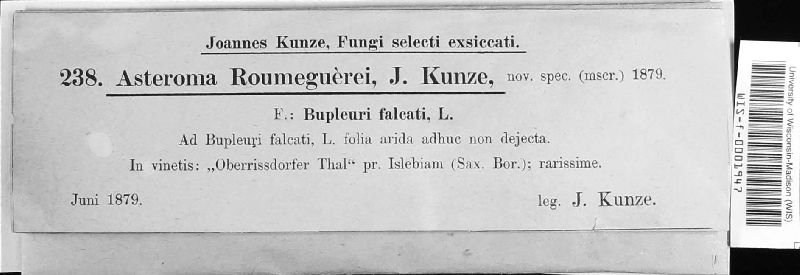 Joannes Kunze, Fungi selecti exsiccati.
238. Asteroma Roumeguèrei, J. Kunze, nov. spec. (mscr.) 1879.
F.: Bupleuri falcati, L.
Ad Bupleuri falcati, L. folia arida adhuc non dejecta.
In vinetis: „Oberrissdorfer Thal“ pr. Islebiam (Sax. Bor.); rarissime.
Juni 1879. leg. J. Kunze.
University of Wisconsin-Madison (WIS)
WIS-f-0001947